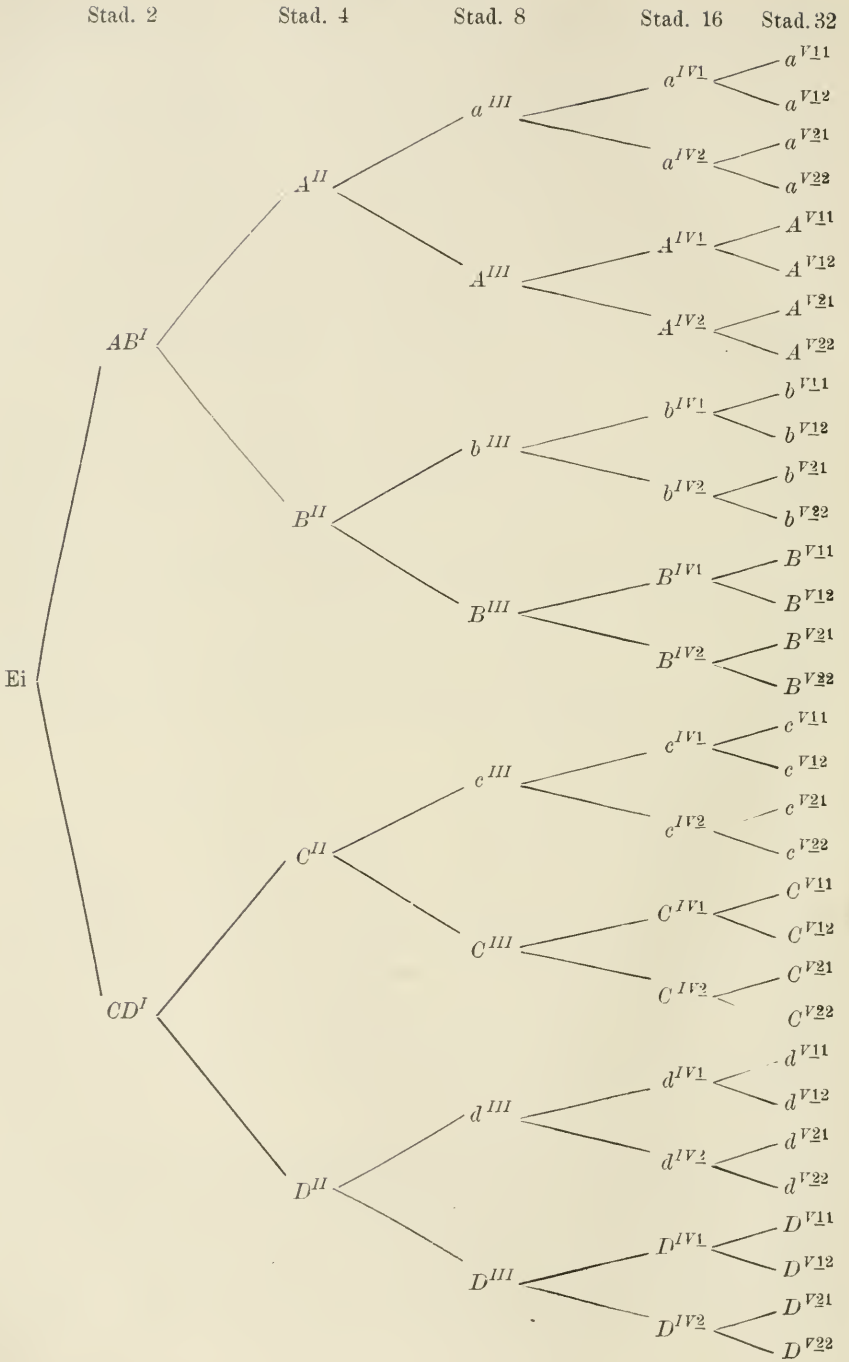 Stad. 2 Stad. 4 Stad. 8 Stad. 16 Stad. 32
a^V̲11
a^IV1
a^V12
a^III
a^V21
a^IV2
a^V22
A^II
A^V11
A^IV1
A^V12
A^III
A^V21
A^IV2
AB^I
A^V22
b^V11
b^IV1
b^V12
b^III
b^V21
b^IV2
b^V22
B^II
B^V11
B^IV1
B^V12
B^III
B^V21
B^IV2
Ei
B^V22
c^V11
c^IV1
c^V12
c^III
c^V21
c^IV2
c^V22
C^II
C^V11
C^IV1
C^V12
C^III
C^V21
C^IV2
CD^I
C^V22
d^V11
d^IV1
d^V12
d^III
d^V21
d^IV2
d^V22
D^II
D^V11
D^IV1
D^V12
D^III
D^V21
D^IV2
D^V22